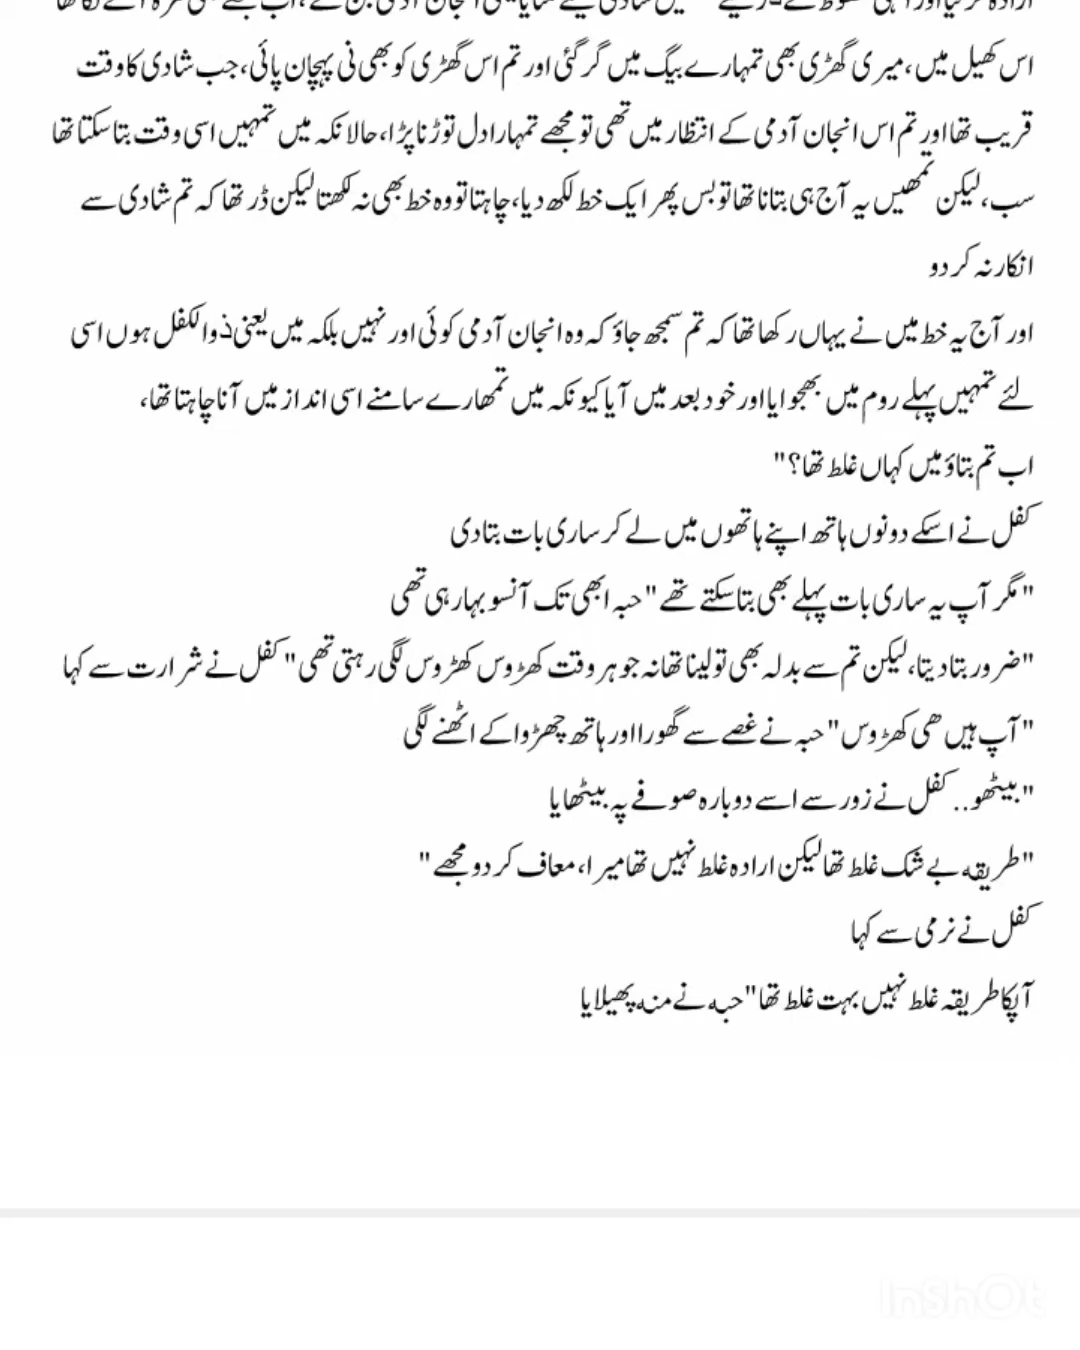 اس کھیل میں، میری گھڑی بھی تمہارے بیگ میں گر گئی اور تم اس گھڑی کو بھی نی پہچان پائی، جب شادی کا وقت
قریب تھا اور تم اس انجان آدمی کے انتظار میں تھی تو مجھے تمہارا دل توڑنا پڑا، حالانکہ میں تمہیں اسی وقت بتا سکتا تھا
سب، لیکن تمھیں یہ آج ہی بتانا تھا تو بس پھر ایک خط لکھ دیا، چاہتا تو وہ خط بھی نہ لکھتا لیکن ڈر تھا کہ تم شادی سے
انکار نہ کر دو
اور آج یہ خط میں نے یہاں رکھا تھا کہ تم سمجھ جاؤ کہ وہ انجان آدمی کوئی اور نہیں بلکہ میں یعنی ذوالکفل ہوں اسی
لئے تمہیں پہلے روم میں بھجوایا اور خود بعد میں آیا کیونکہ میں تمھارے سامنے اسی انداز میں آنا چاہتا تھا،
اب تم بتاؤ میں کہاں غلط تھا؟"
کفل نے اسکے دونوں ہاتھ اپنے ہاتھوں میں لے کر ساری بات بتا دی
"مگر آپ یہ ساری بات پہلے بھی بتا سکتے تھے" حبہ ابھی تک آنسو بہا رہی تھی
"ضرور بتا دیتا، لیکن تم سے بدلہ بھی تو لینا تھا نہ جو ہر وقت کھڑوس کھڑوس لگی رہتی تھی" کفل نے شرارت سے کہا
"آپ ہیں ھی کھڑوس" حبہ نے غصے سے گھورا اور ہاتھ چھڑوا کے اٹھنے لگی
"بیٹھو.. کفل نے زور سے اسے دوبارہ صوفے پہ بیٹھایا
"طریقہ بے شک غلط تھا لیکن ارادہ غلط نہیں تھا میرا، معاف کر دو مجھے"
کفل نے نرمی سے کہا
آپکا طریقہ غلط نہیں بہت غلط تھا" حبہ نے منہ پھیلایا
InShOt